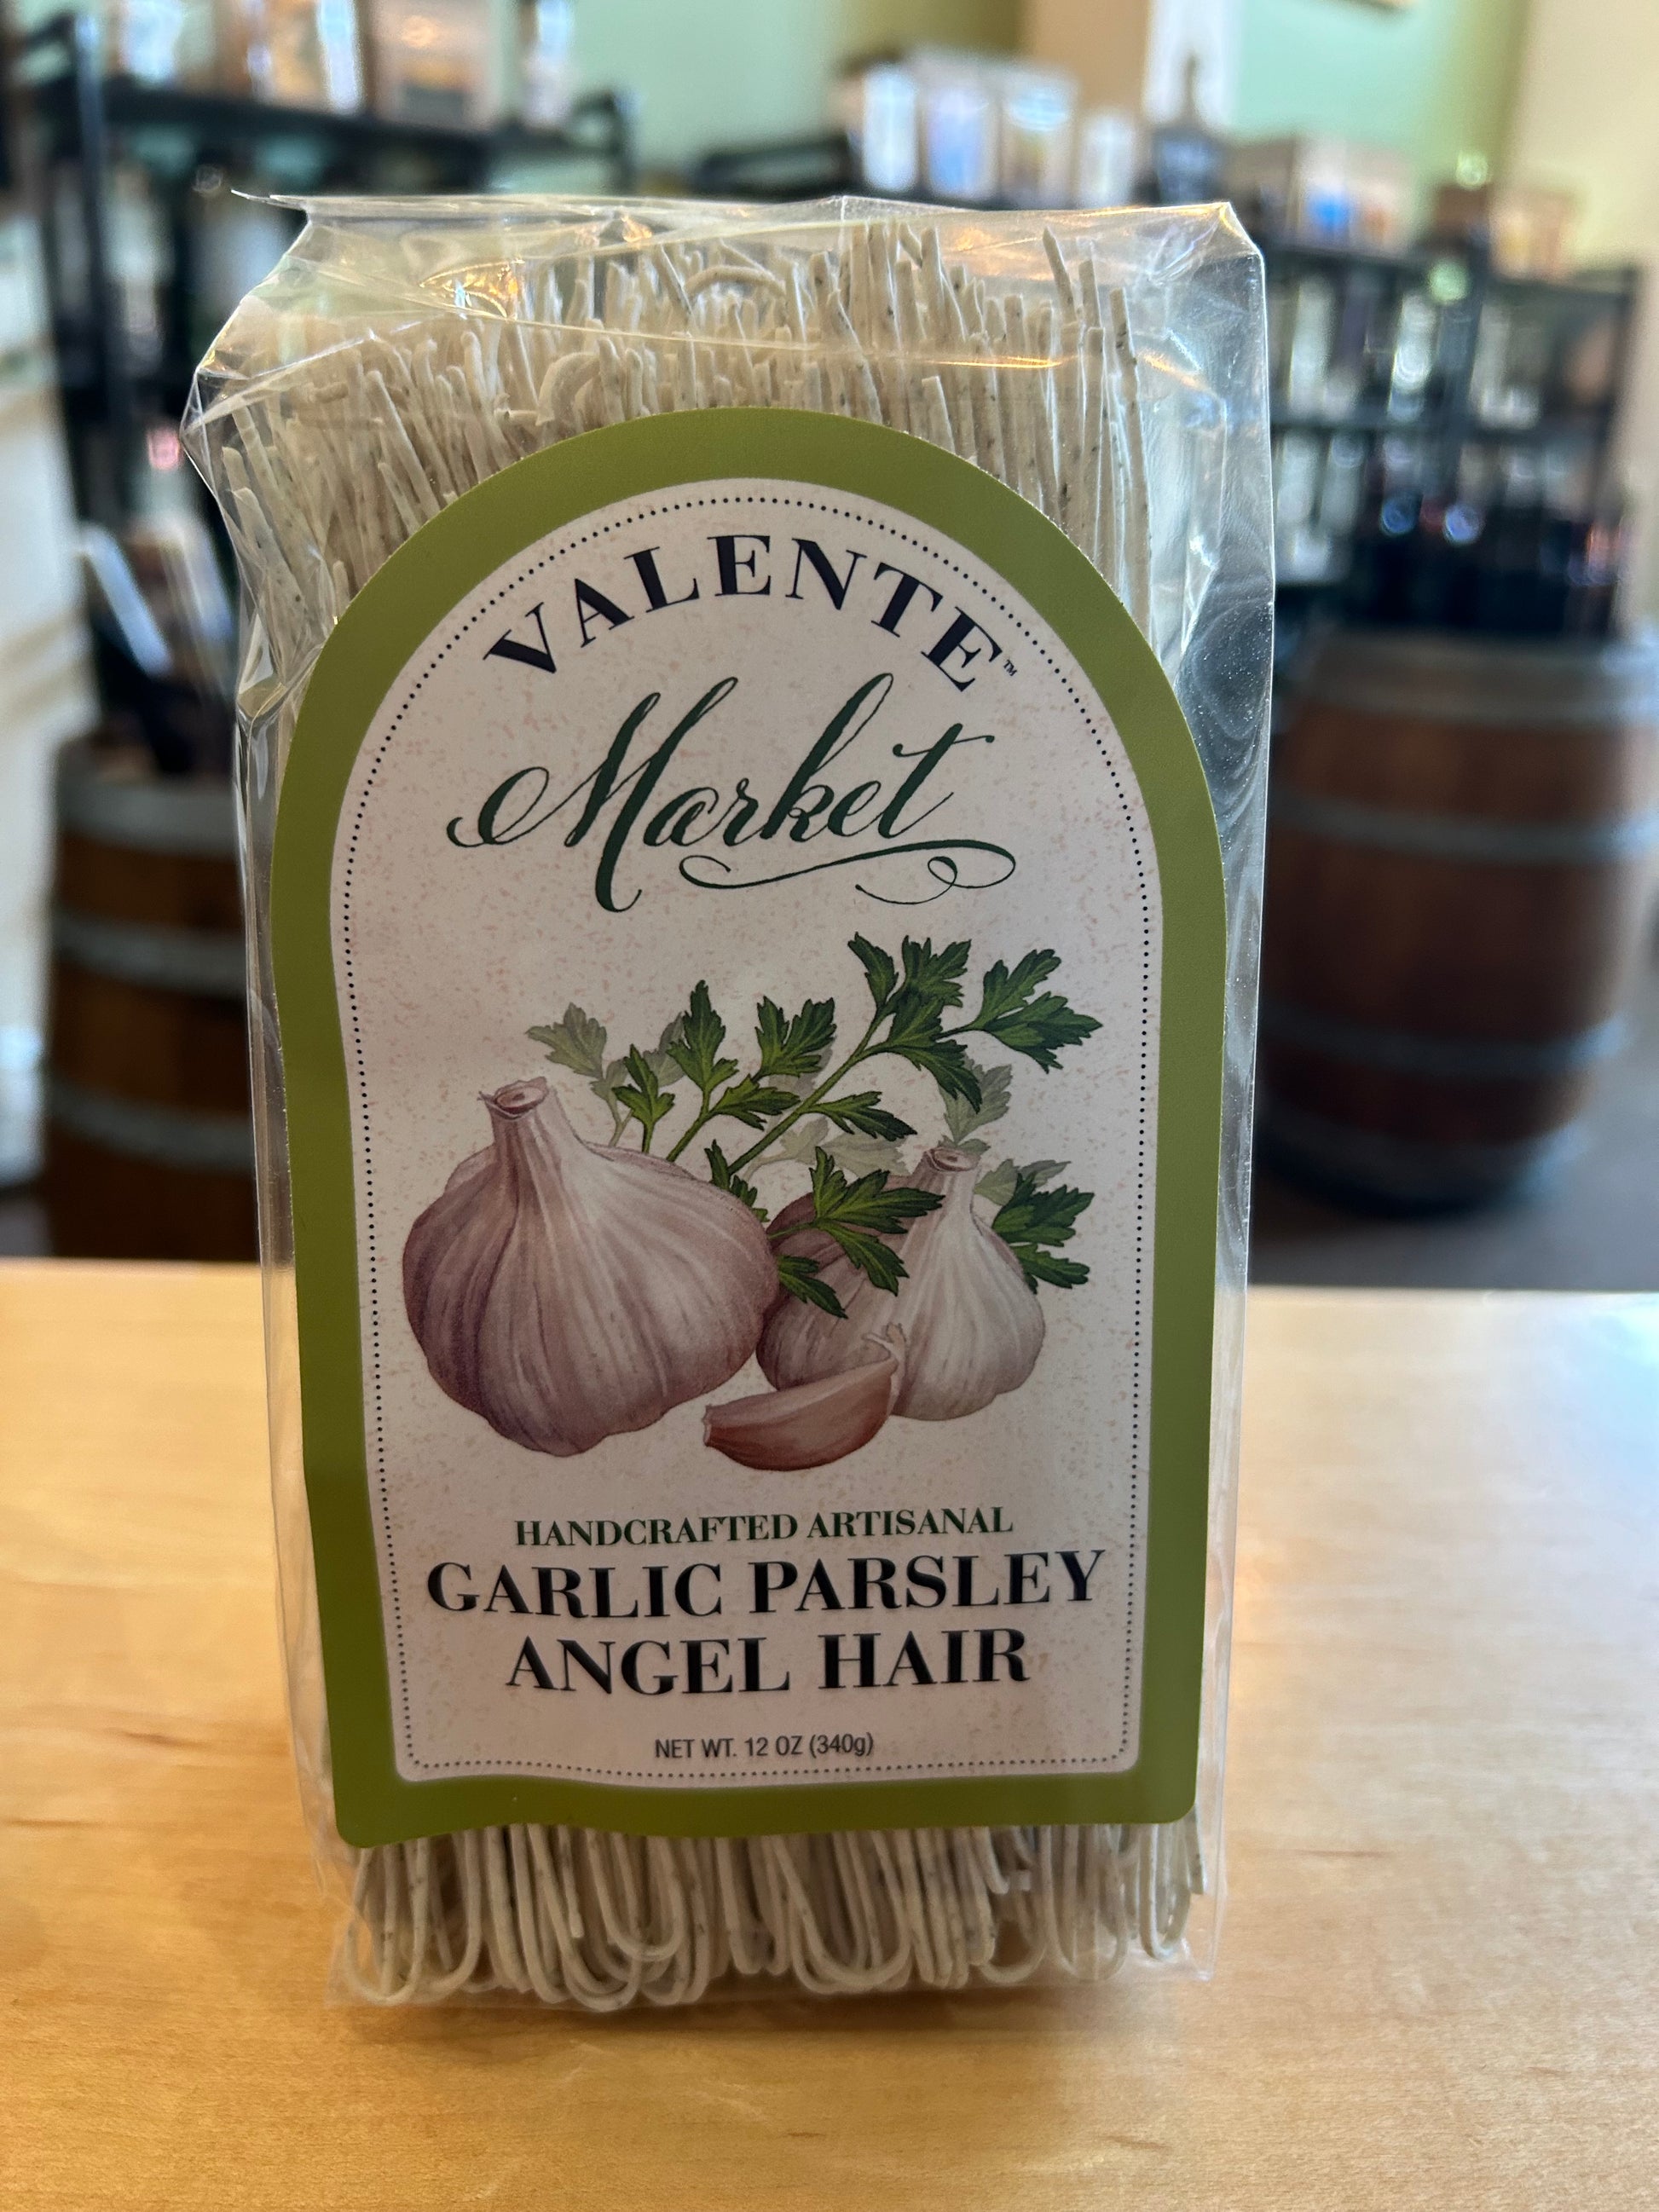 VALENTE™
Market
HANDCRAFTED ARTISANAL
GARLIC PARSLEY
ANGEL HAIR
NET WT. 12 OZ (340g)